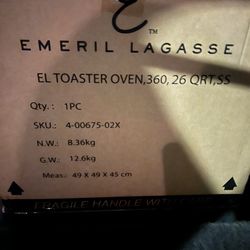 E™
EMERIL LAGASSE
EL TOASTER OVEN,360, 26 QRT,SS
Qty. : 1PC
SKU.: 4-00675-02X
N.W.: 8.36kg
G.W.: 12.6kg
Meas.: 49 X 49 X 45 cm
FRAGILE HANDLE WITH CARE